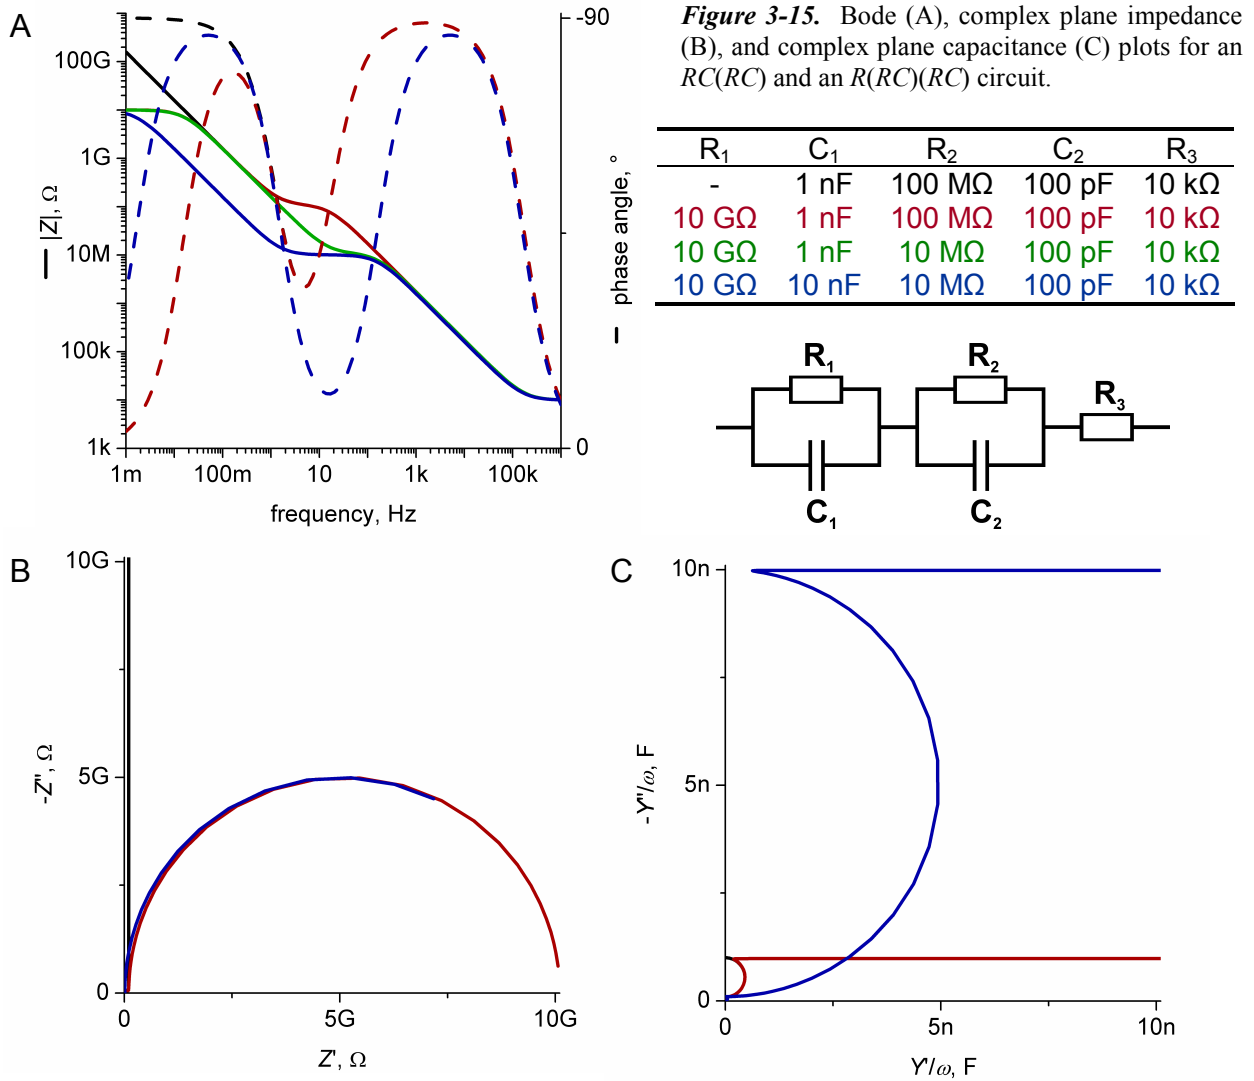 A
-90
100G
1G
10M
100k
1k
|Z|, Ω
phase angle, °
0
1m
100m
10
1k
100k
frequency, Hz
Figure 3-15. Bode (A), complex plane impedance
(B), and complex plane capacitance (C) plots for an
RC(RC) and an R(RC)(RC) circuit.
R₁ C₁ R₂ C₂ R₃
- 1 nF 100 MΩ 100 pF 10 kΩ
10 GΩ 1 nF 100 MΩ 100 pF 10 kΩ
10 GΩ 1 nF 10 MΩ 100 pF 10 kΩ
10 GΩ 10 nF 10 MΩ 100 pF 10 kΩ
R₁
R₂
R₃
C₁
C₂
B
10G
5G
0
-Z'', Ω
0
5G
10G
Z', Ω
C
10n
5n
0
-Y''/ω, F
0
5n
10n
Y'/ω, F